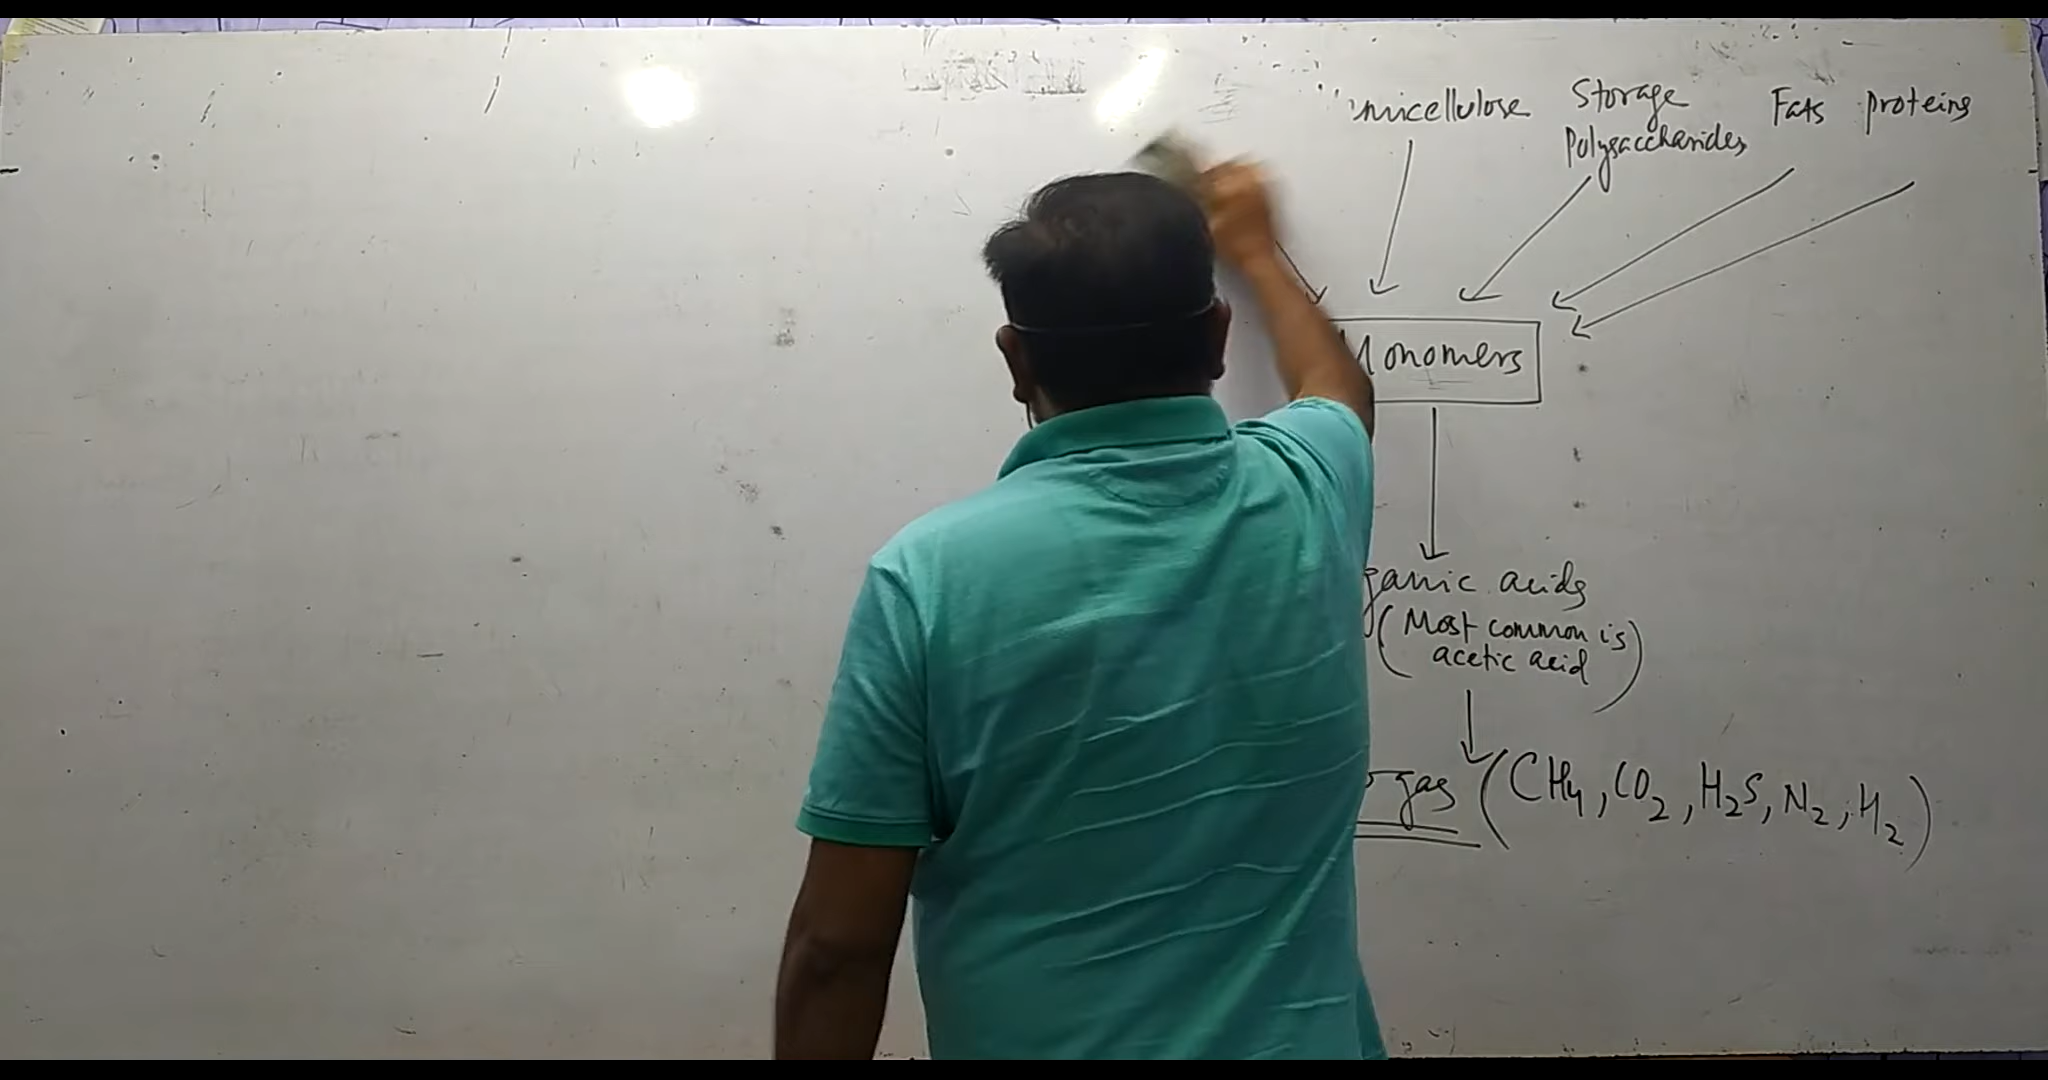 micellulose
Storage
Polysaccharides
Fats
Proteins
Monomers
ganic acids
(Most common is
acetic acid)
o gas (CH4, CO2, H2S, N2, H2)